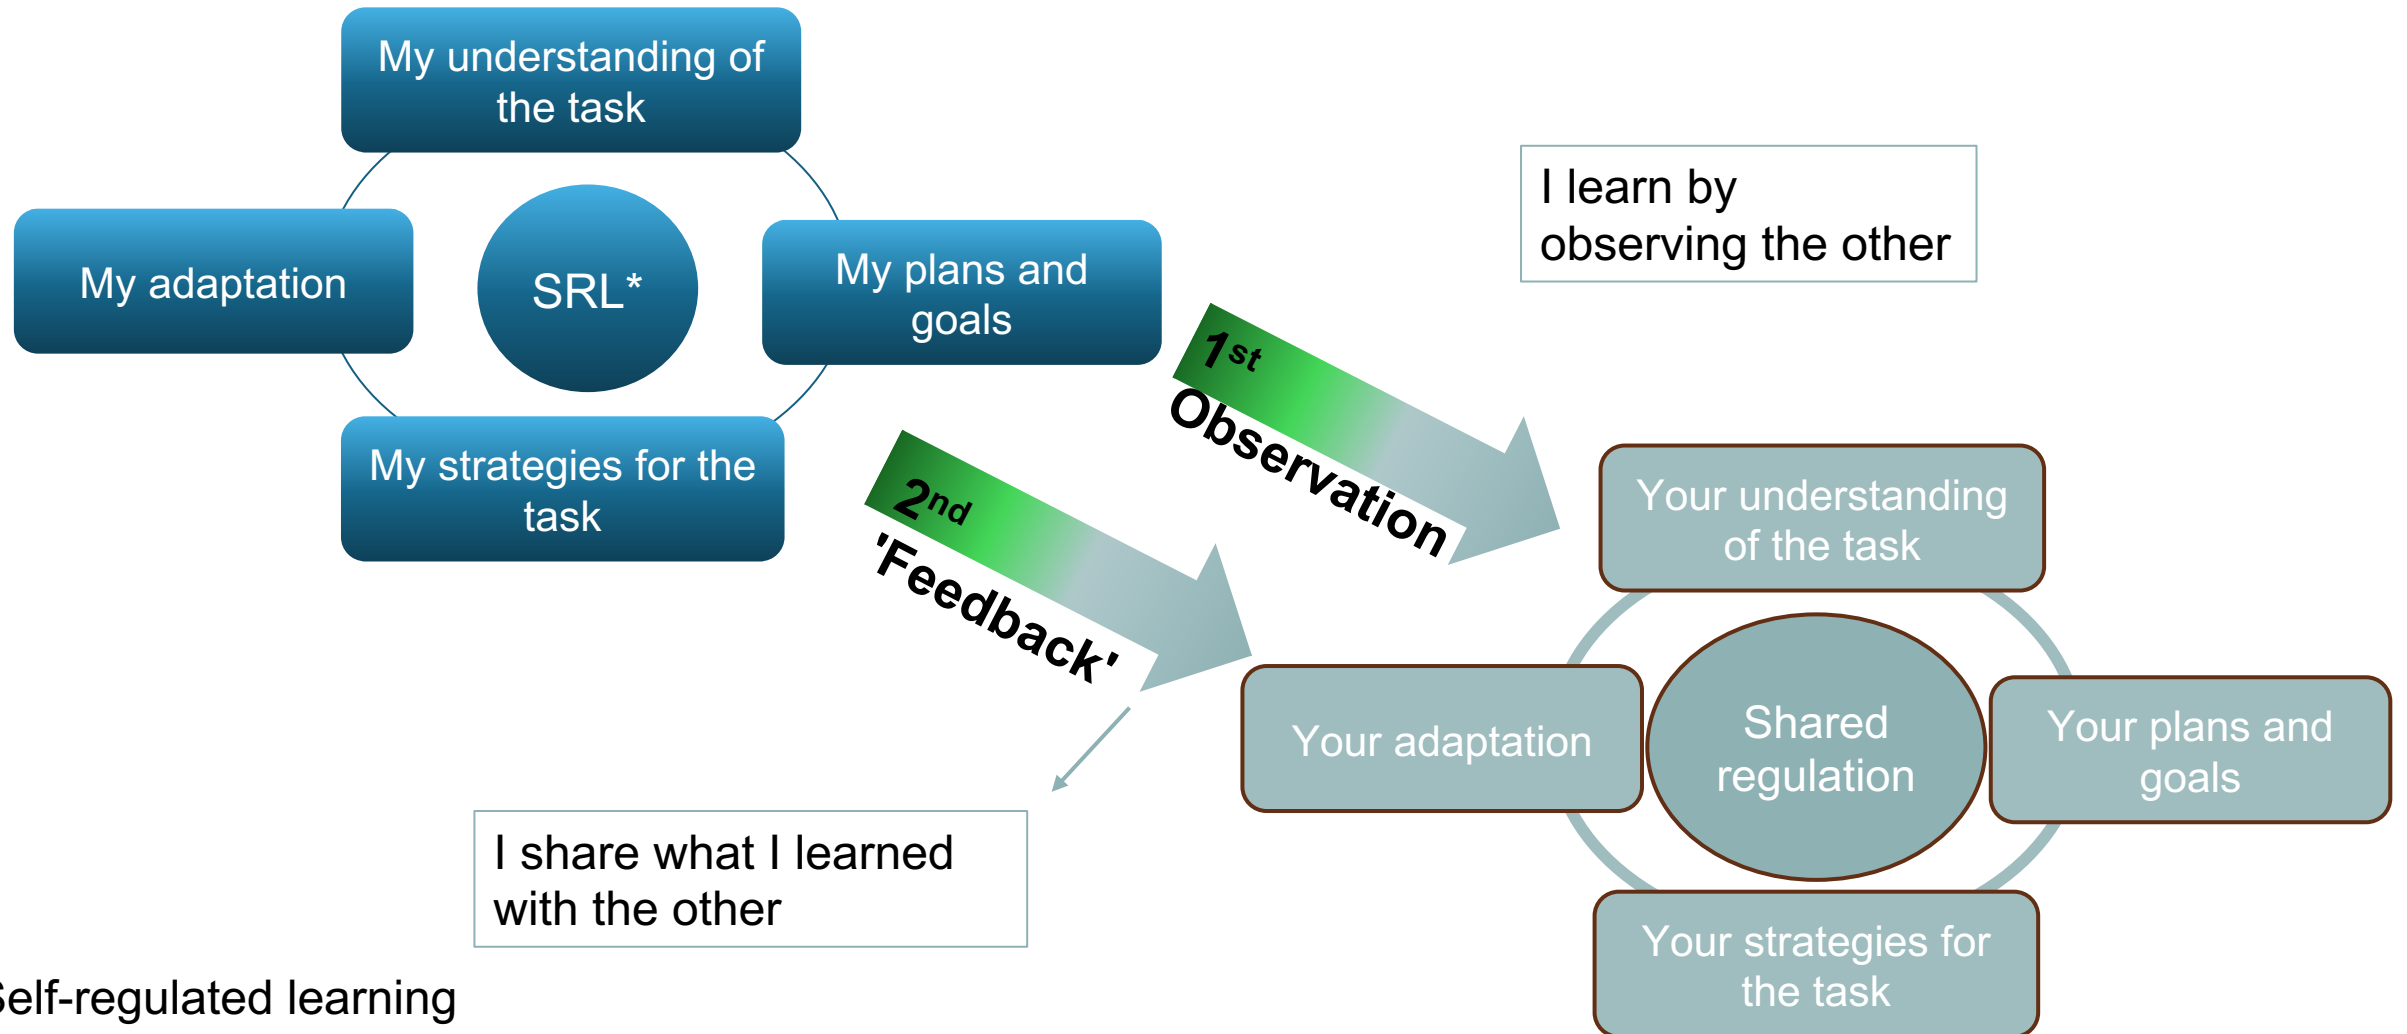 My understanding of
the task
My adaptation
SRL*
My plans and
goals
My strategies for the
task
I learn by
observing the other
1st
Observation
2nd
'Feedback'
I share what I learned
with the other
Your understanding
of the task
Your adaptation
Shared
regulation
Your plans and
goals
Your strategies for
the task
Self-regulated learning